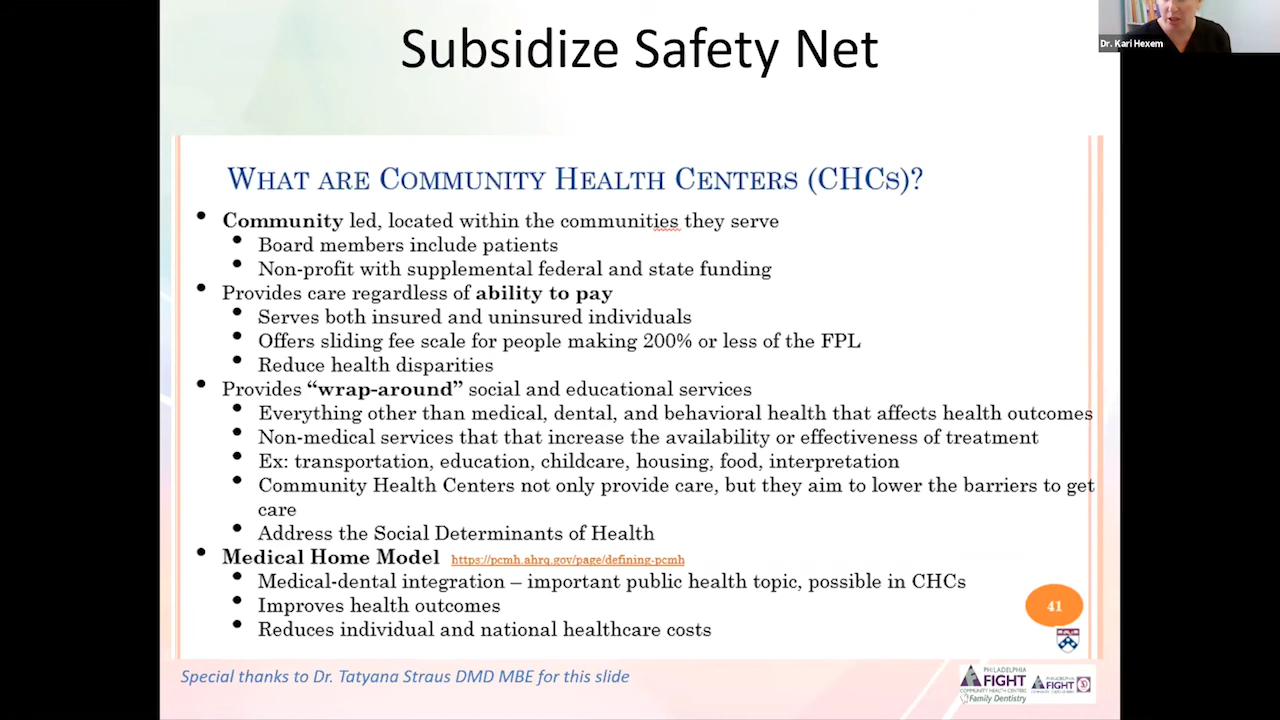 Subsidize Safety Net
Dr. Kari Hexem
WHAT ARE COMMUNITY HEALTH CENTERS (CHCS)?
• Community led, located within the communities they serve
• Board members include patients
• Non-profit with supplemental federal and state funding
• Provides care regardless of ability to pay
• Serves both insured and uninsured individuals
• Offers sliding fee scale for people making 200% or less of the FPL
• Reduce health disparities
• Provides “wrap-around” social and educational services
• Everything other than medical, dental, and behavioral health that affects health outcomes
• Non-medical services that that increase the availability or effectiveness of treatment
• Ex: transportation, education, childcare, housing, food, interpretation
• Community Health Centers not only provide care, but they aim to lower the barriers to get
care
• Address the Social Determinants of Health
• Medical Home Model https://pcmh.ahrq.gov/page/defining-pcmh
• Medical-dental integration – important public health topic, possible in CHCs
• Improves health outcomes
• Reduces individual and national healthcare costs
41
Special thanks to Dr. Tatyana Straus DMD MBE for this slide
PHILADELPHIA
FIGHT
COMMUNITY HEALTH CENTERS
Family Dentistry
FIGHT